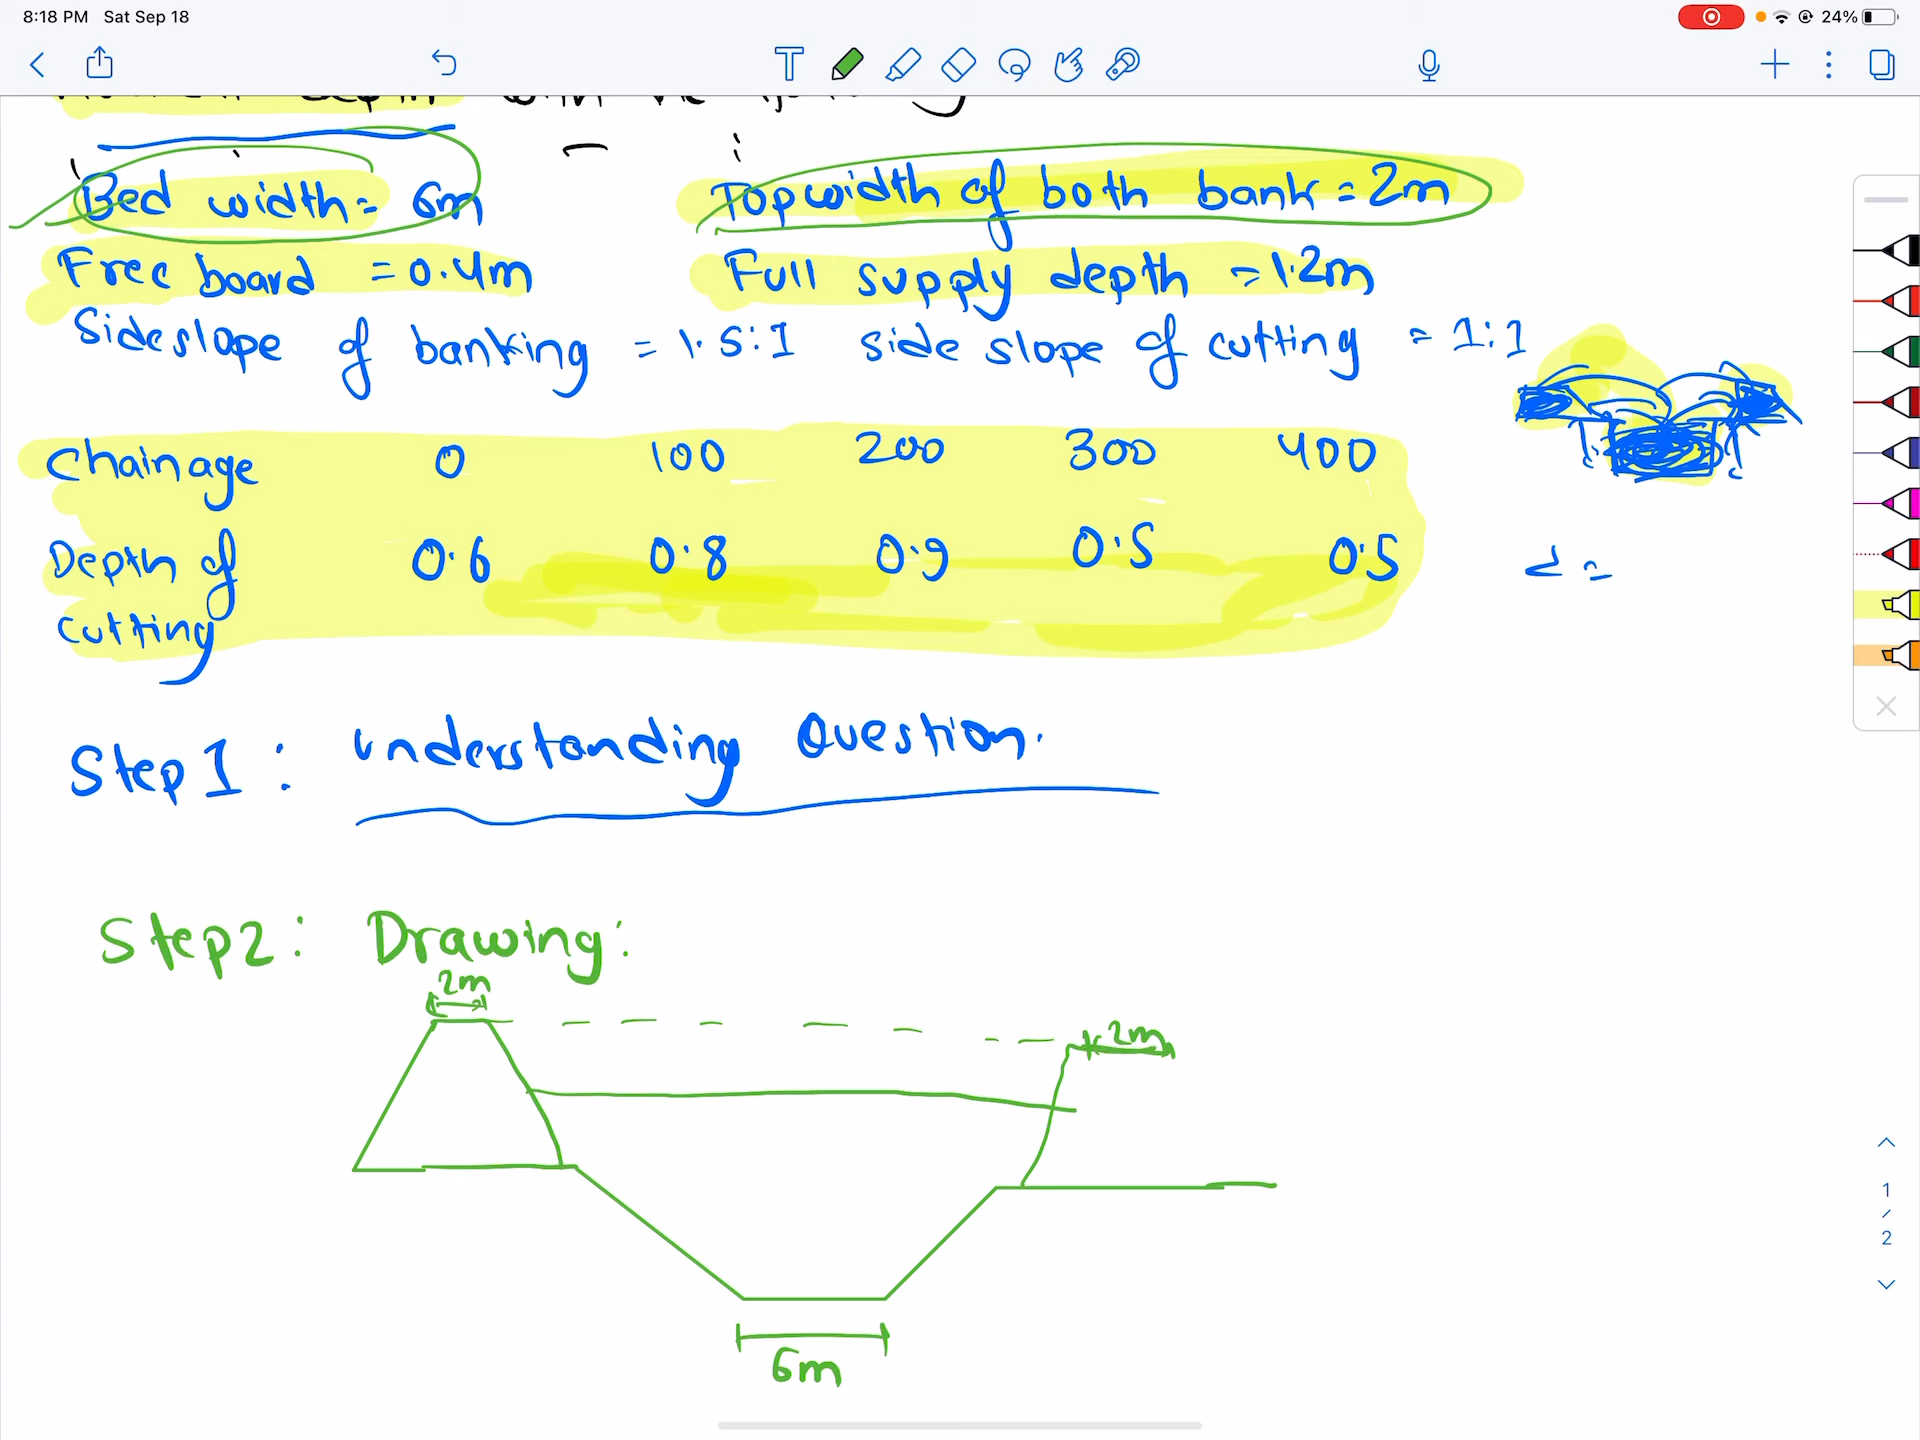 8:18 PM Sat Sep 18
24%
depth with
Bed width = 6m Top width of both bank = 2m
Free board = 0.4m Full supply depth = 1.2m
Side slope of banking = 1.5:1 side slope of cutting = 1:1
Chainage 0 100 200 300 400
Depth of cutting 0.6 0.8 0.9 0.5 0.5
d =
Step 1 : Understanding Question.
Step 2 : Drawing :
2m
2m
6m
1
/
2